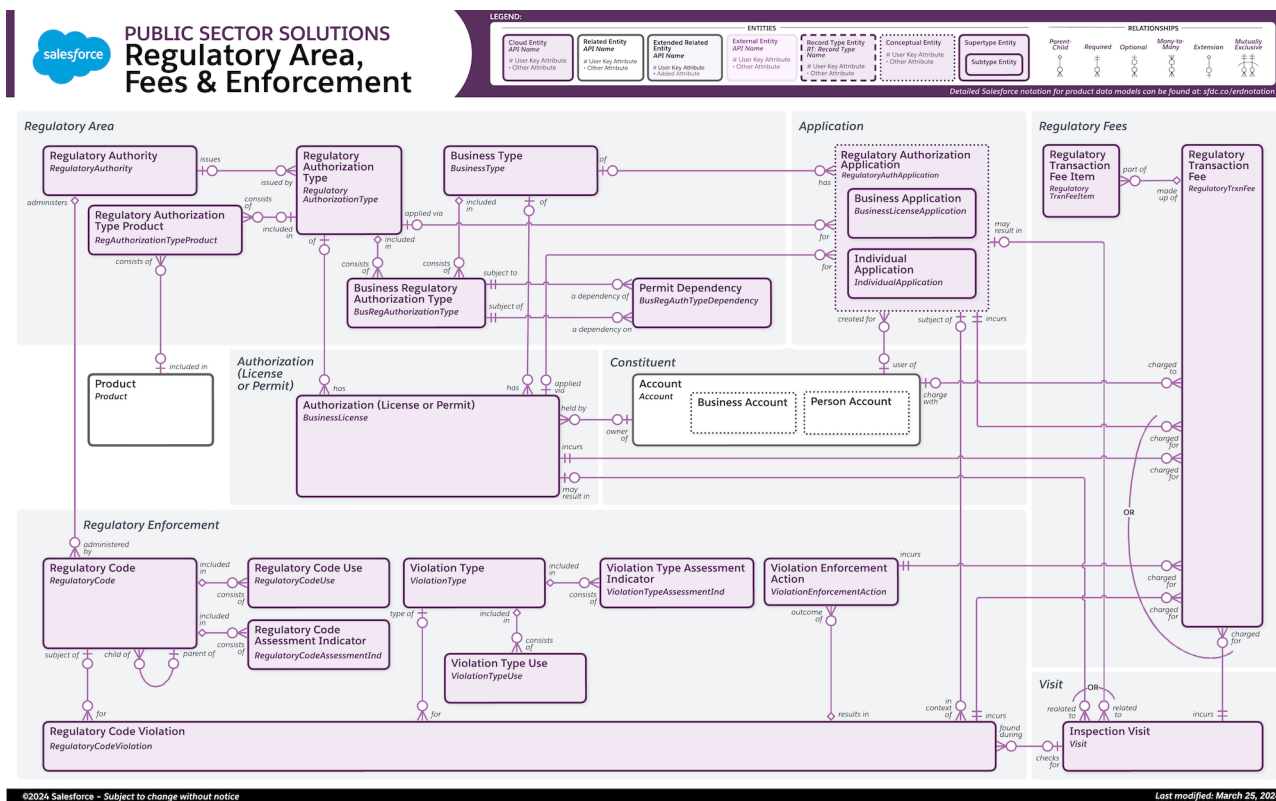 salesforce
PUBLIC SECTOR SOLUTIONS
Regulatory Area,
Fees & Enforcement
LEGEND:
ENTITIES
Cloud Entity
API Name
# User Key Attribute
• Other Attribute
Related Entity
API Name
# User Key Attribute
• Other Attribute
Extended Related
Entity
API Name
# User Key Attribute
• Added Attribute
External Entity
API Name
# User Key Attribute
• Other Attribute
Record Type Entity
RT: Record Type
Name
# User Key Attribute
• Other Attribute
Conceptual Entity
# User Key Attribute
• Other Attribute
Supertype Entity
Subtype Entity
RELATIONSHIPS
Parent-
Child
Required
Optional
Many-to-
Many
Extension
Mutually
Exclusive
Detailed Salesforce notation for product data models can be found at: sfdc.co/erdnotation
Regulatory Area
Regulatory Authority
RegulatoryAuthority
issues
issued by
administers
Regulatory
Authorization
Type
Regulatory
AuthorizationType
Business Type
BusinessType
of
has
Regulatory Authorization
Type Product
RegAuthorizationTypeProduct
consists
of
included
in
consists of
of
included
in
consists
of
included
in
consists
of
of
applied via
for
for
Business Regulatory
Authorization Type
BusRegAuthorizationType
subject to
a dependency of
subject of
a dependency on
Permit Dependency
BusRegAuthTypeDependency
Application
Regulatory Authorization
Application
RegulatoryAuthApplication
Business Application
BusinessLicenseApplication
Individual
Application
IndividualApplication
may
result in
created for
subject of
incurs
Regulatory Fees
Regulatory
Transaction
Fee Item
Regulatory
TrxnFeeItem
part of
made
up of
Regulatory
Transaction
Fee
RegulatoryTrxnFee
included in
Product
Product
Authorization
(License
or Permit)
has
has
applied
via
Authorization (License or Permit)
BusinessLicense
held by
owner
of
incurs
may
result in
Constituent
user of
Account
Account
Business Account
Person Account
charge
with
charged
to
charged
for
charged
for
OR
charged
for
charged
for
charged
for
Regulatory Enforcement
administered
by
Regulatory Code
RegulatoryCode
included
in
consists
of
Regulatory Code Use
RegulatoryCodeUse
included
in
consists
of
Regulatory Code
Assessment Indicator
RegulatoryCodeAssessmentInd
subject of
child of
parent of
for
Violation Type
ViolationType
included
in
consists
of
Violation Type Assessment
Indicator
ViolationTypeAssessmentInd
type of
included
in
consists
of
Violation Type Use
ViolationTypeUse
for
Violation Enforcement
Action
ViolationEnforcementAction
incurs
outcome
of
results in
in
context
of
incurs
Regulatory Code Violation
RegulatoryCodeViolation
found
during
checks
for
Visit
OR
realated
to
related
to
incurs
Inspection Visit
Visit
©2024 Salesforce – Subject to change without notice
Last modified: March 25, 202